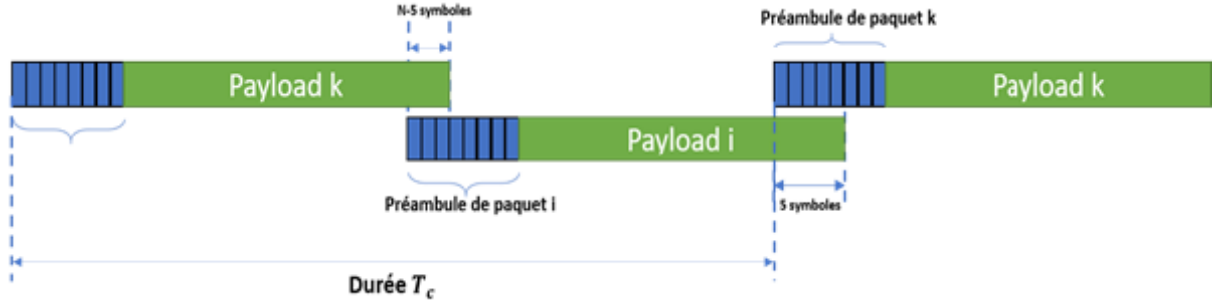 N-5 symboles
Préambule de paquet k
Payload k
Payload k
Payload i
Préambule de paquet i
5 symboles
Durée T_c